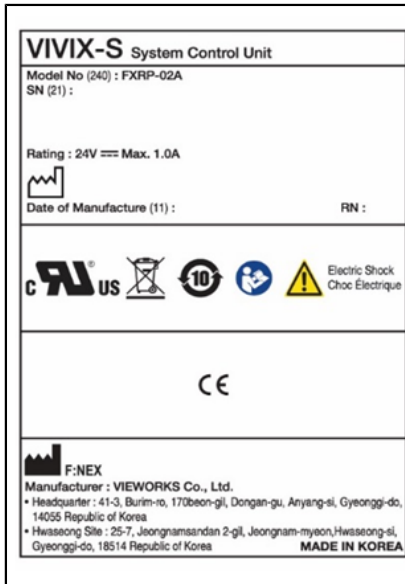 VIVIX-S System Control Unit
Model No (240) : FXRP-02A
SN (21) :
Rating : 24V ⎓ Max. 1.0A
Date of Manufacture (11) : RN :
c RU ® US 10 Electric Shock
Choc Électrique
CE
F:NEX
Manufacturer : VIEWORKS Co., Ltd.
• Headquarter : 41-3, Burim-ro, 170beon-gil, Dongan-gu, Anyang-si, Gyeonggi-do,
14055 Republic of Korea
• Hwaseong Site : 25-7, Jeongnamsandan 2-gil, Jeongnam-myeon,Hwaseong-si,
Gyeonggi-do, 18514 Republic of Korea MADE IN KOREA